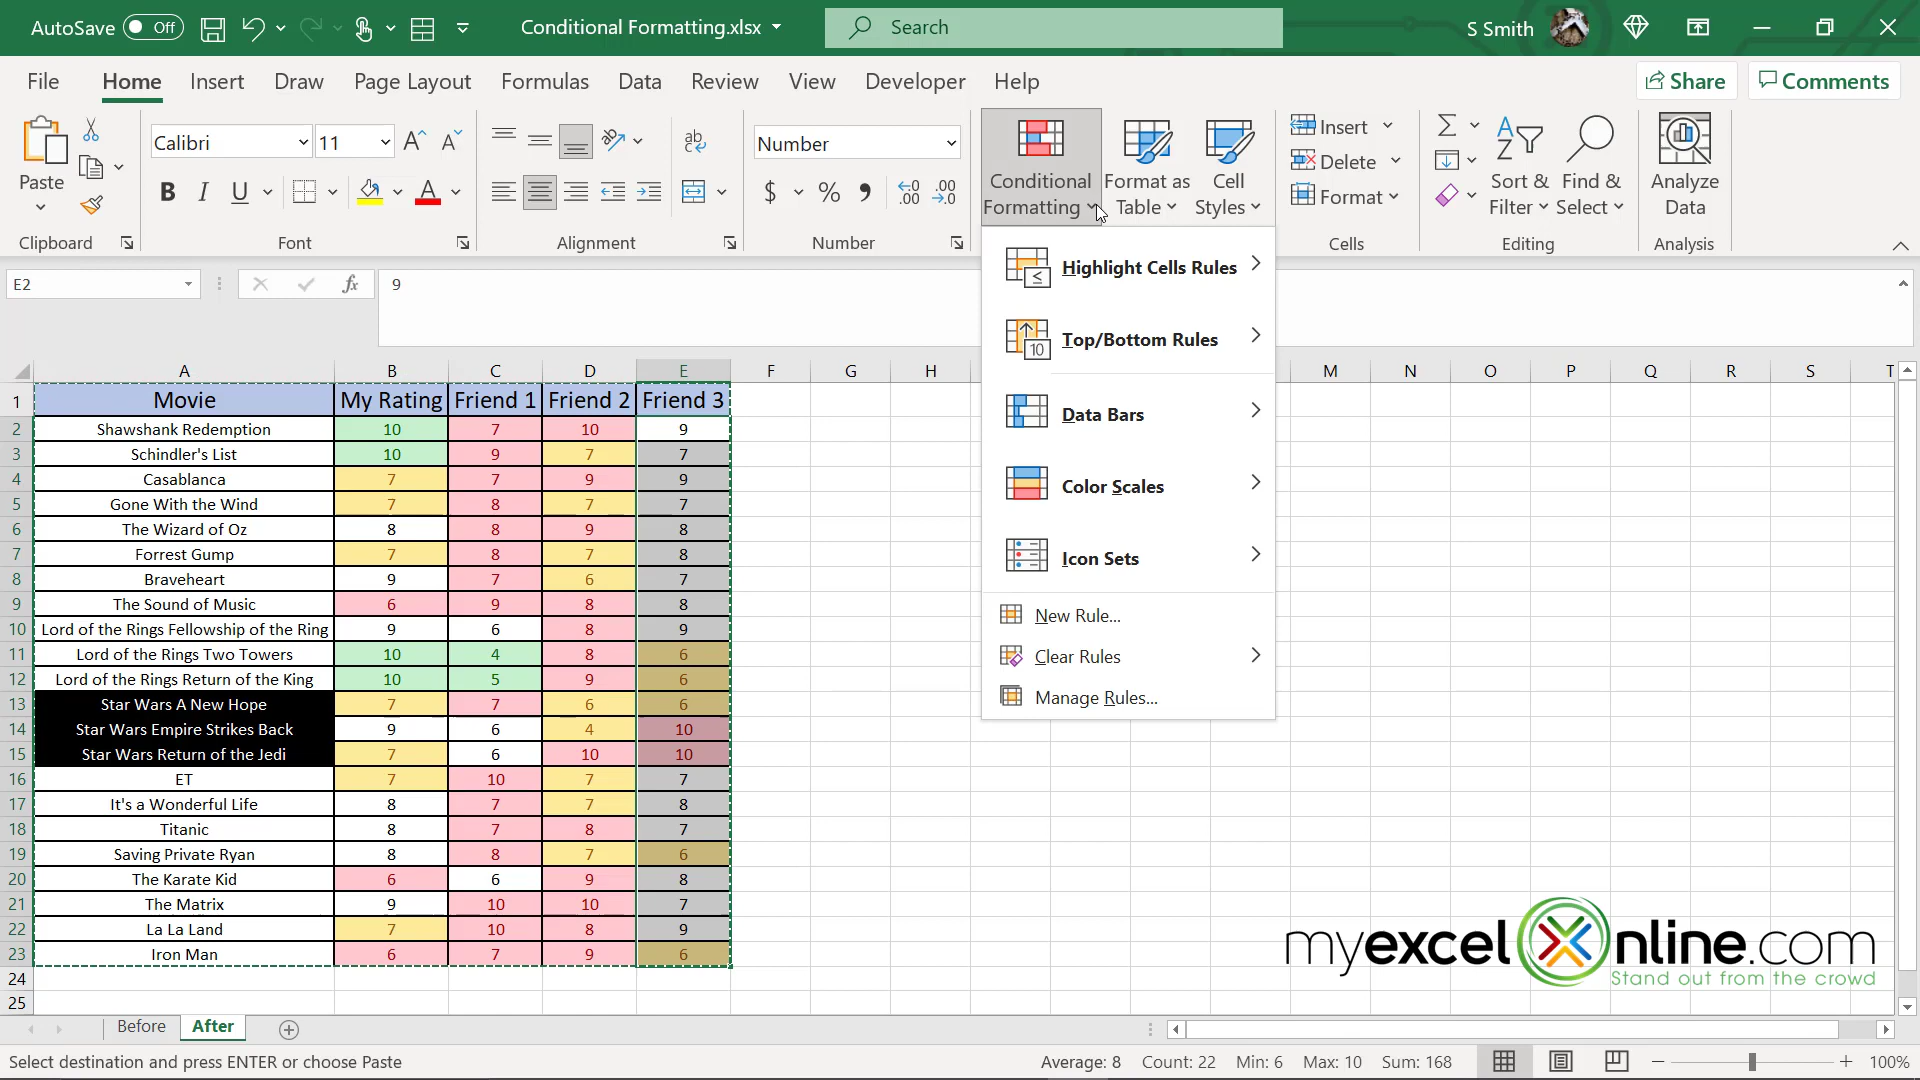 AutoSave Off Conditional Formatting.xlsx Search S Smith
File Home Insert Draw Page Layout Formulas Data Review View Developer Help Share Comments
Paste
Clipboard
Calibri 11
B I U
Font
Alignment
Number
$ %
Number
Conditional Formatting
Format as Table
Cell Styles
Insert
Delete
Format
Cells
Sort & Filter
Find & Select
Editing
Analyze Data
Analysis
E2 fx 9
Highlight Cells Rules
Top/Bottom Rules
Data Bars
Color Scales
Icon Sets
New Rule...
Clear Rules
Manage Rules...
A B C D E F G H M N O P Q R S T
1 Movie My Rating Friend 1 Friend 2 Friend 3
2 Shawshank Redemption 10 7 10 9
3 Schindler's List 10 9 7 7
4 Casablanca 7 7 9 9
5 Gone With the Wind 7 8 7 7
6 The Wizard of Oz 8 8 9 8
7 Forrest Gump 7 8 7 8
8 Braveheart 9 7 6 7
9 The Sound of Music 6 9 8 8
10 Lord of the Rings Fellowship of the Ring 9 6 8 9
11 Lord of the Rings Two Towers 10 4 8 6
12 Lord of the Rings Return of the King 10 5 9 6
13 Star Wars A New Hope 7 7 6 6
14 Star Wars Empire Strikes Back 9 6 4 10
15 Star Wars Return of the Jedi 7 6 10 10
16 ET 7 10 7 7
17 It's a Wonderful Life 8 7 7 8
18 Titanic 8 7 8 7
19 Saving Private Ryan 8 8 7 6
20 The Karate Kid 6 6 9 8
21 The Matrix 9 10 10 7
22 La La Land 7 10 8 9
23 Iron Man 6 7 9 6
24
25
myexcelonline.com
Stand out from the crowd
Before After
Select destination and press ENTER or choose Paste Average: 8 Count: 22 Min: 6 Max: 10 Sum: 168 100%